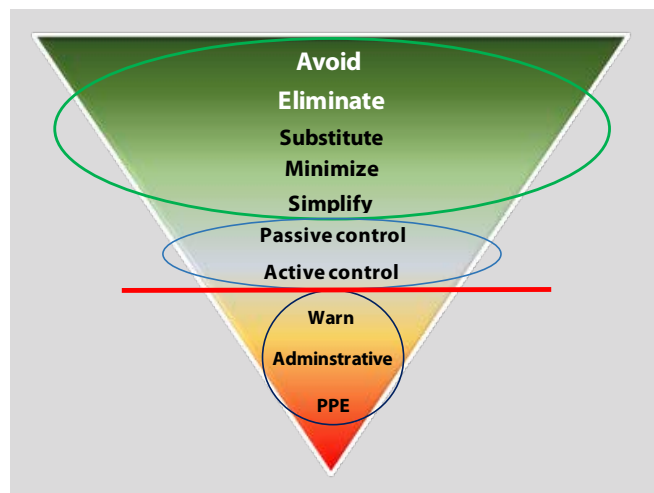 Avoid
Eliminate
Substitute
Minimize
Simplify
Passive control
Active control
Warn
Adminstrative
PPE